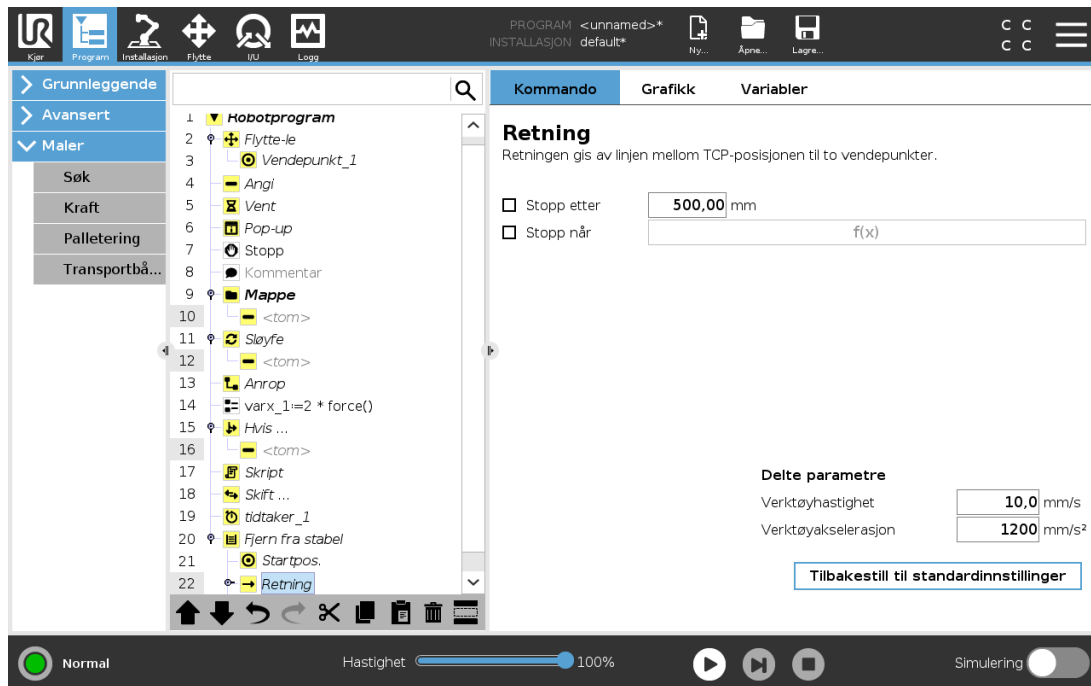 PROGRAM <unnamed>*
INSTALLASJON default*
Kjør Program Installasjon Flytte I/U Logg Ny... Åpne... Lagre...
C C
C C
Grunnleggende
Avansert
Maler
Søk
Kraft
Palletering
Transportbå...
1 Robotprogram
2 Flytte-le
3 Vendepunkt_1
4 Angi
5 Vent
6 Pop-up
7 Stopp
8 Kommentar
9 Mappe
10 <tom>
11 Sløyfe
12 <tom>
13 Anrop
14 varx_1:=2 * force()
15 Hvis ...
16 <tom>
17 Skript
18 Skift ...
19 tidtaker_1
20 Fjern fra stabel
21 Startpos.
22 Retning
Kommando Grafikk Variabler
Retning
Retningen gis av linjen mellom TCP-posisjonen til to vendepunkter.
Stopp etter 500,00 mm
Stopp når f(x)
Delte parametre
Verktøyhastighet 10,0 mm/s
Verktøyakselerasjon 1200 mm/s²
Tilbakestill til standardinnstillinger
Normal Hastighet 100% Simulering